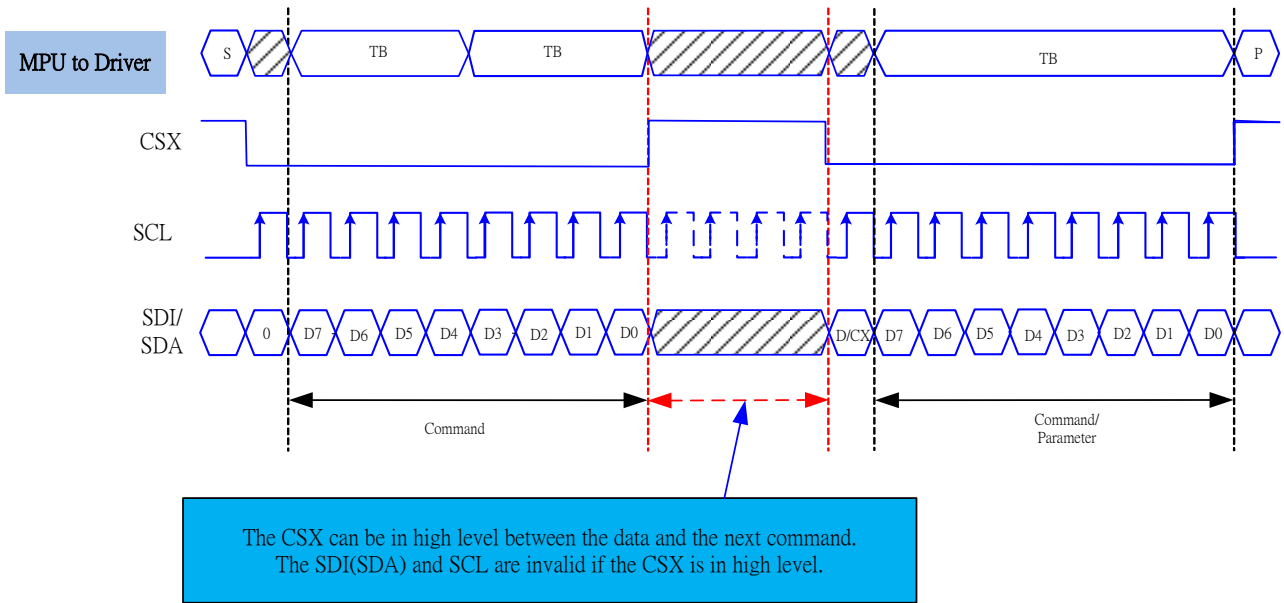 MPU to Driver
S
TB
TB
TB
P
CSX
SCL
SDI/
SDA
0
D7
D6
D5
D4
D3
D2
D1
D0
D/CX
D7
D6
D5
D4
D3
D2
D1
D0
Command
Command/
Parameter
The CSX can be in high level between the data and the next command.
The SDI(SDA) and SCL are invalid if the CSX is in high level.